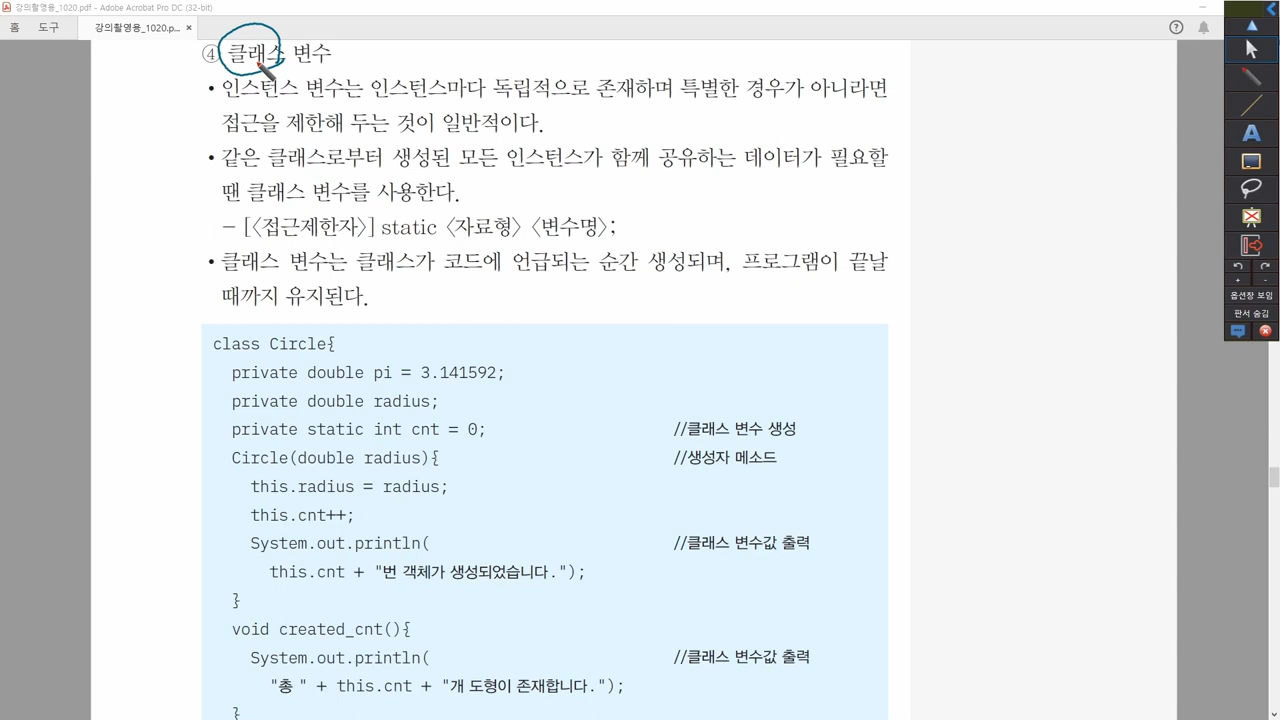 강의촬영용_1020.pdf - Adobe Acrobat Pro DC (32-bit)
홈 도구 강의촬영용_1020.p... ×
④ 클래스 변수
• 인스턴스 변수는 인스턴스마다 독립적으로 존재하며 특별한 경우가 아니라면
접근을 제한해 두는 것이 일반적이다.
• 같은 클래스로부터 생성된 모든 인스턴스가 함께 공유하는 데이터가 필요할
땐 클래스 변수를 사용한다.
- [〈접근제한자〉] static 〈자료형〉 〈변수명〉;
• 클래스 변수는 클래스가 코드에 언급되는 순간 생성되며, 프로그램이 끝날
때까지 유지된다.
class Circle{
private double pi = 3.141592;
private double radius;
private static int cnt = 0; //클래스 변수 생성
Circle(double radius){ //생성자 메소드
this.radius = radius;
this.cnt++;
System.out.println( //클래스 변수값 출력
this.cnt + "번 객체가 생성되었습니다.");
}
void created_cnt(){
System.out.println( //클래스 변수값 출력
"총 " + this.cnt + "개 도형이 존재합니다.");
}
A
+ -
옵션장 보임
판서 숨김